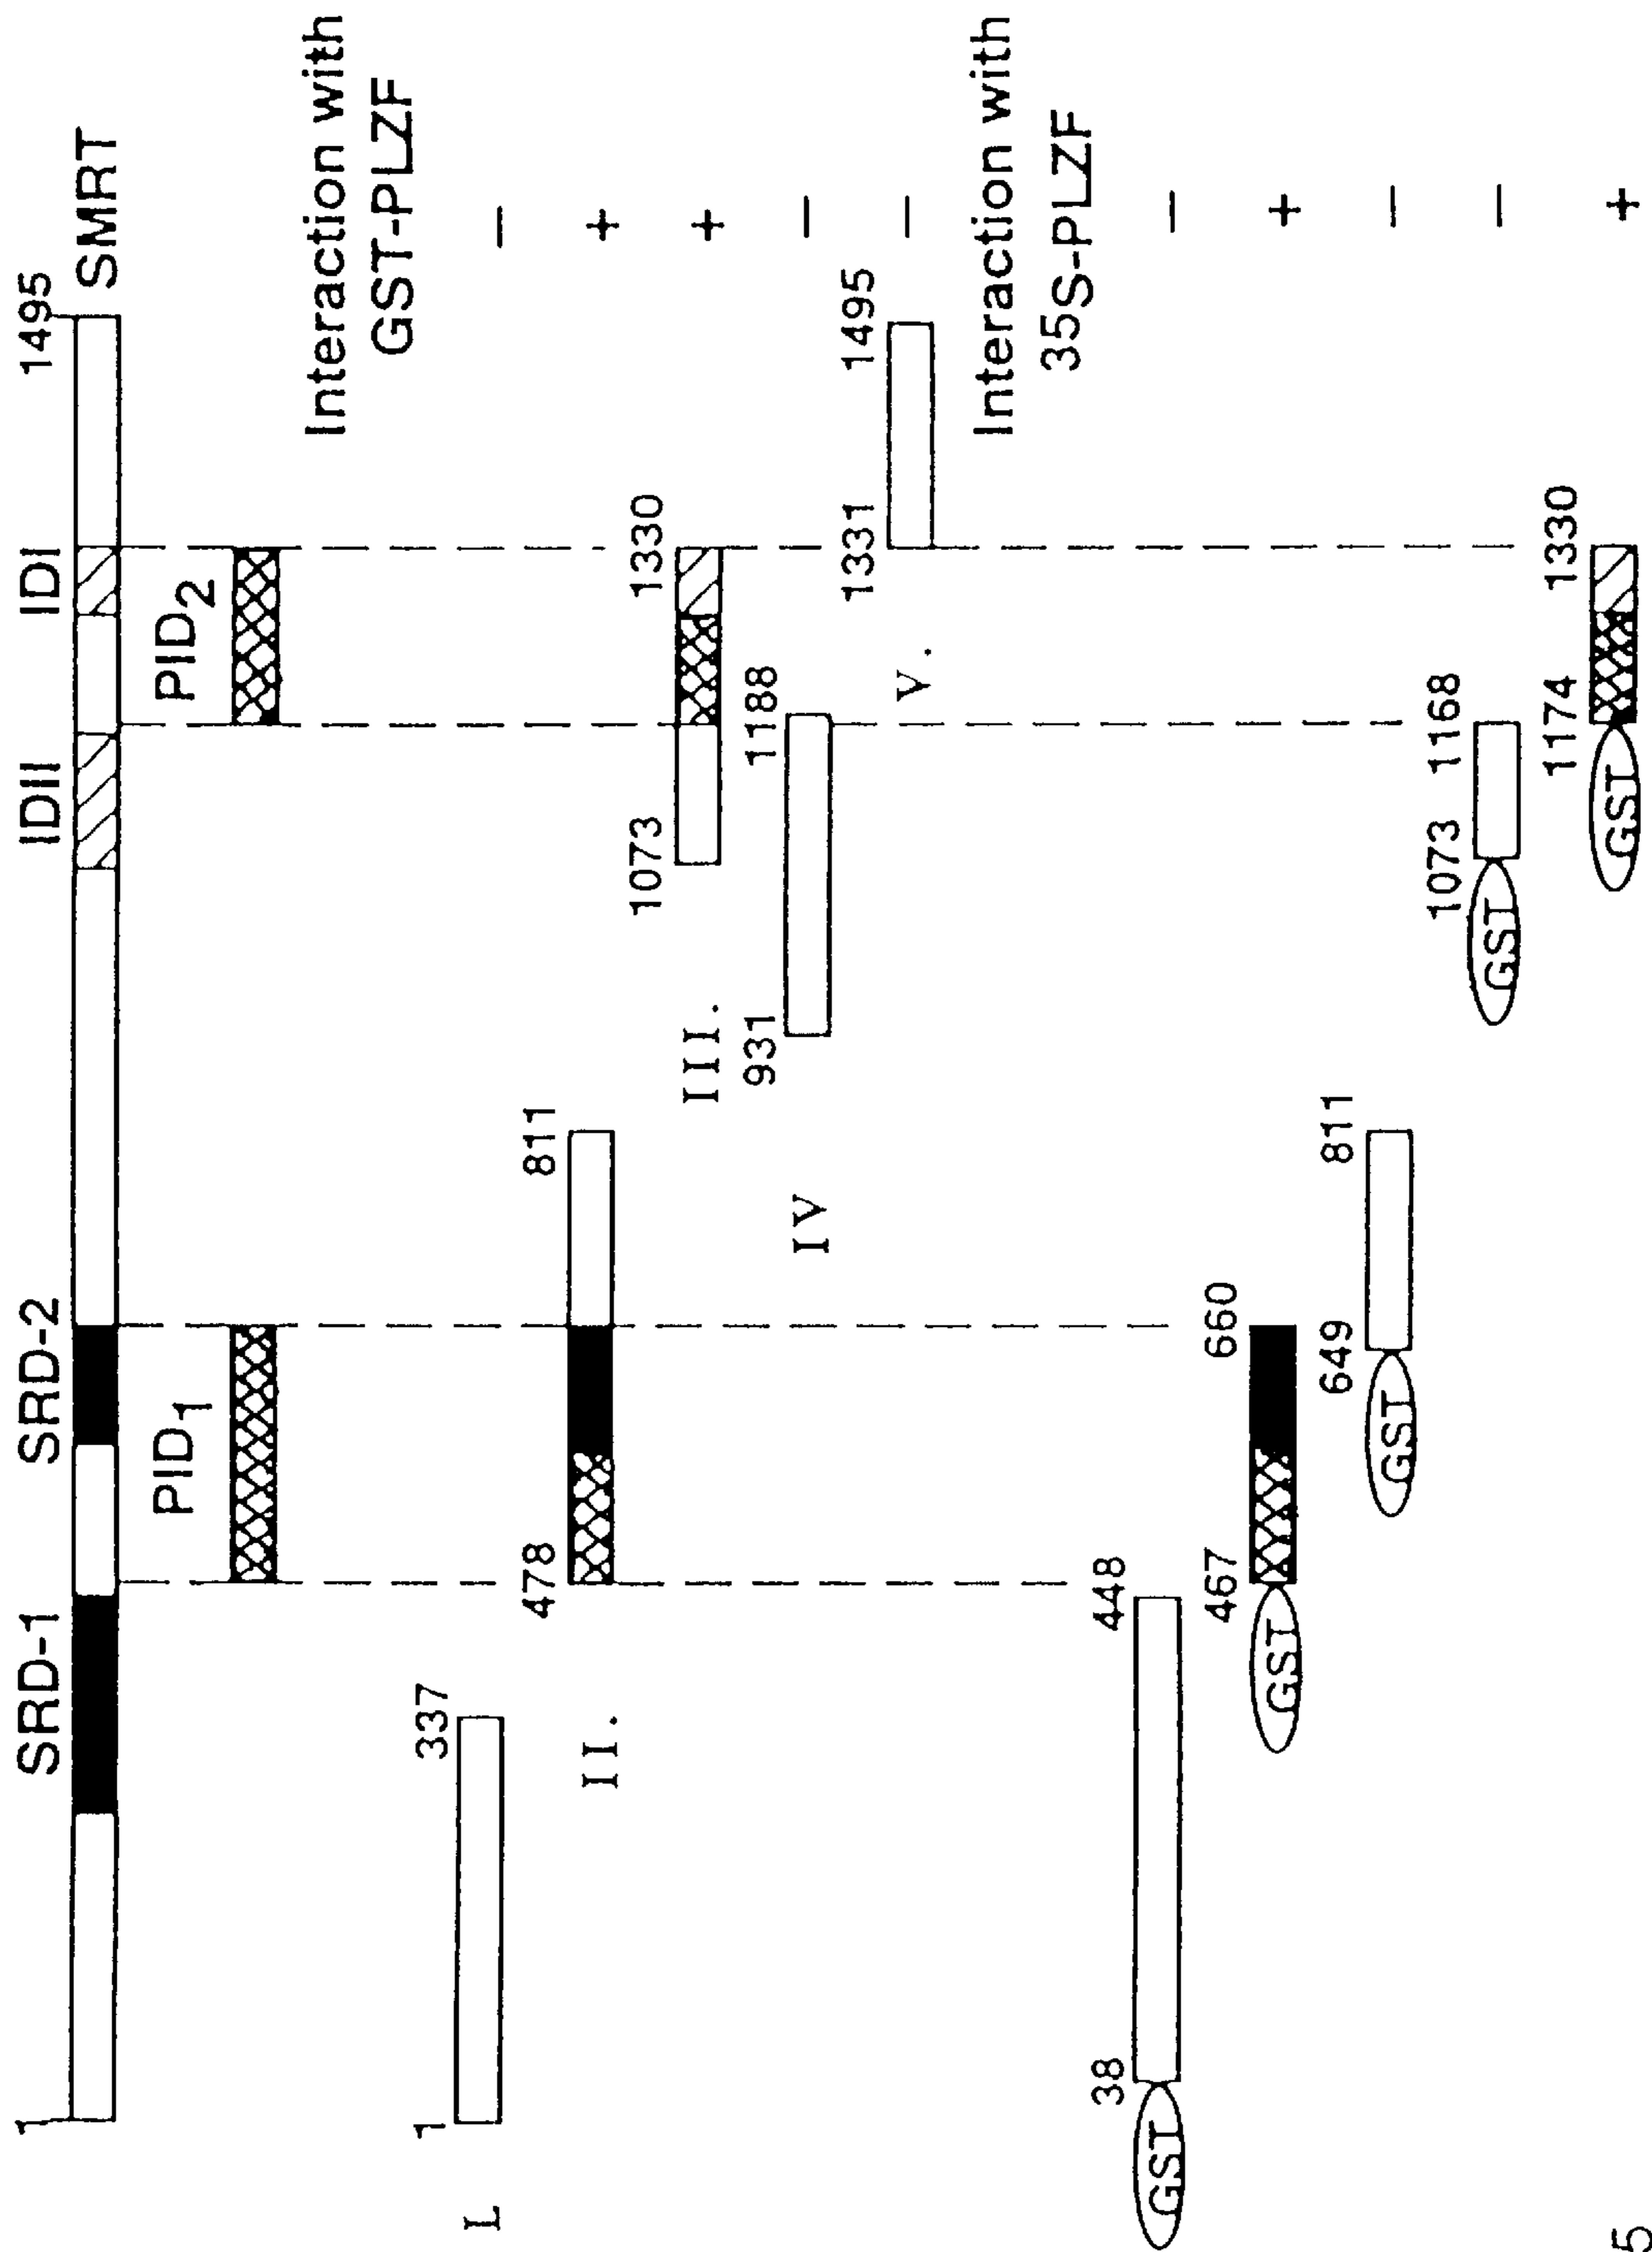 SRD-1 SRD-2 IDII IDI
1 1495
SMRT
PID1 PID2
Interaction with
GST-PLZF
1 337
I. –
478 811
II. +
1073 1330
III. +
931 1188
IV –
1331 1495
V. –
Interaction with
35S-PLZF
38 448
GST –
467 660
GST +
649 811
GST –
1073 1168
GST –
1174 1330
GST +
5